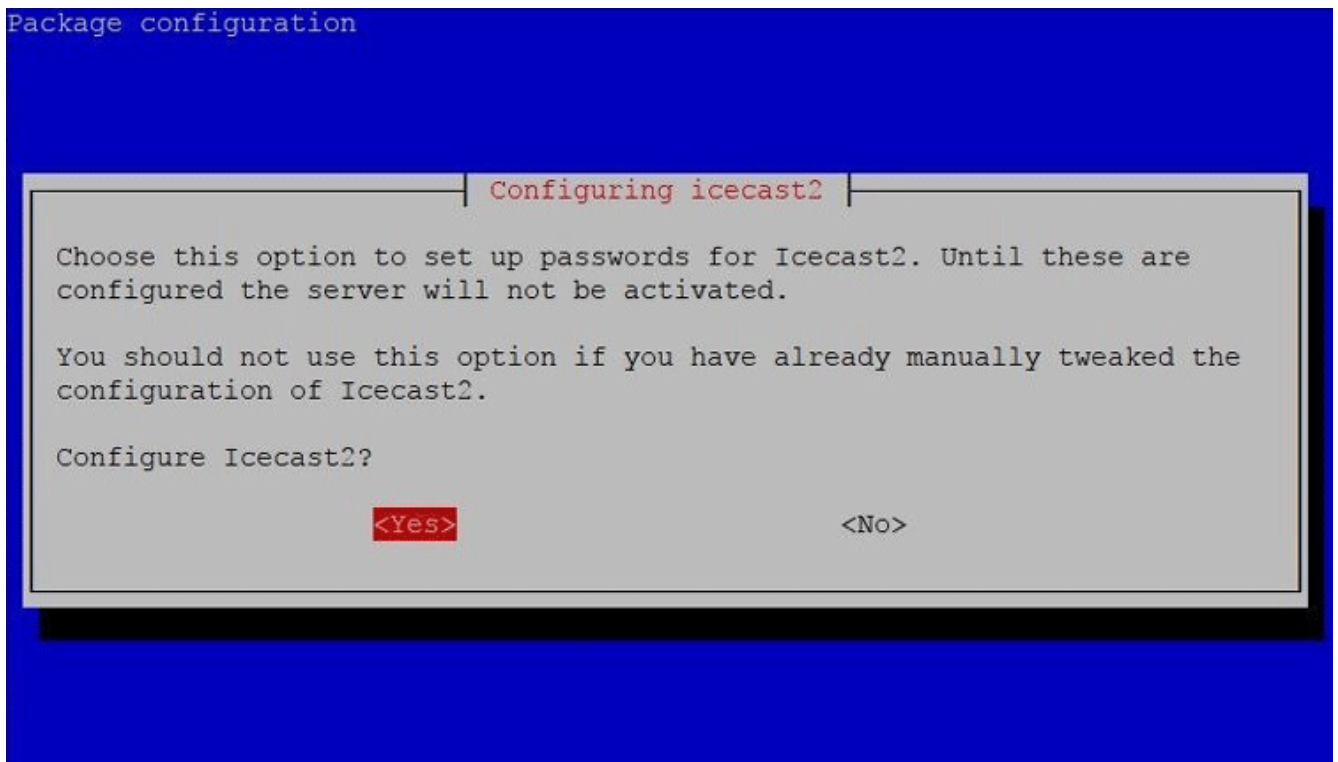 Package configuration
Configuring icecast2
Choose this option to set up passwords for Icecast2. Until these are
configured the server will not be activated.
You should not use this option if you have already manually tweaked the
configuration of Icecast2.
Configure Icecast2?
<Yes> <No>